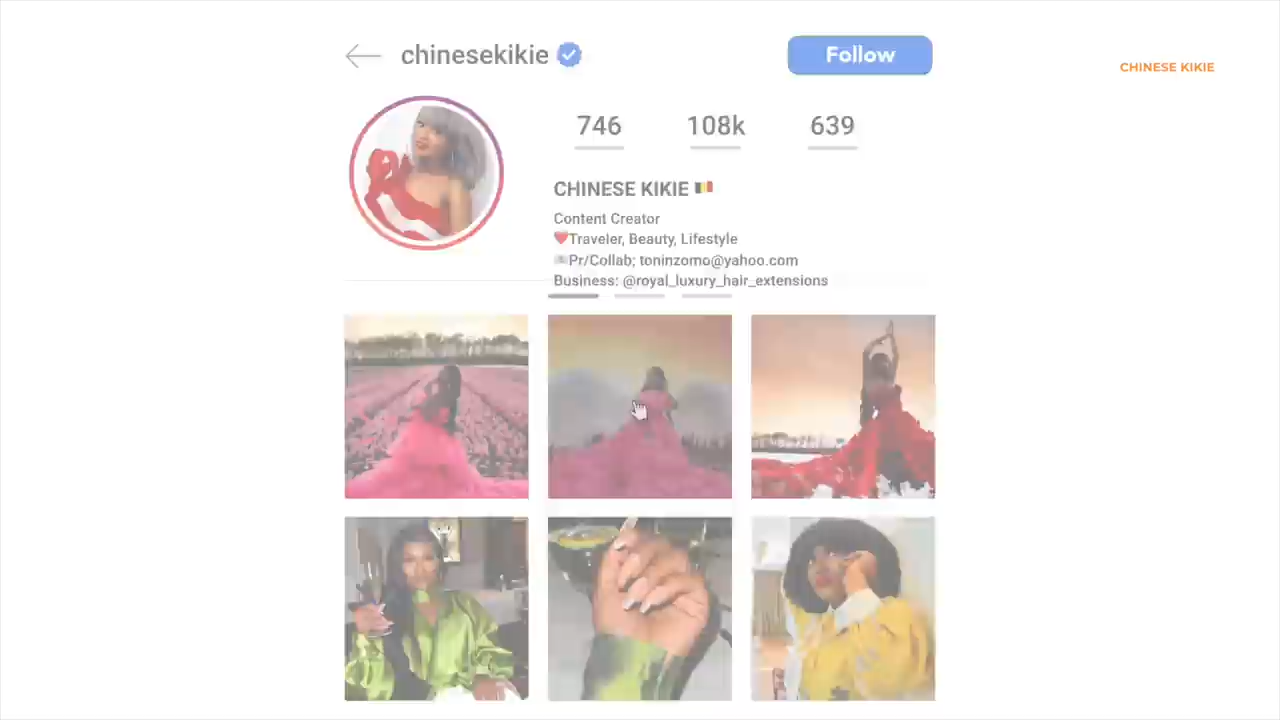 chinesekikie
Follow
CHINESE KIKIE
746 108k 639
CHINESE KIKIE
Content Creator
Traveler, Beauty, Lifestyle
Pr/Collab; toninzomo@yahoo.com
Business: @royal_luxury_hair_extensions